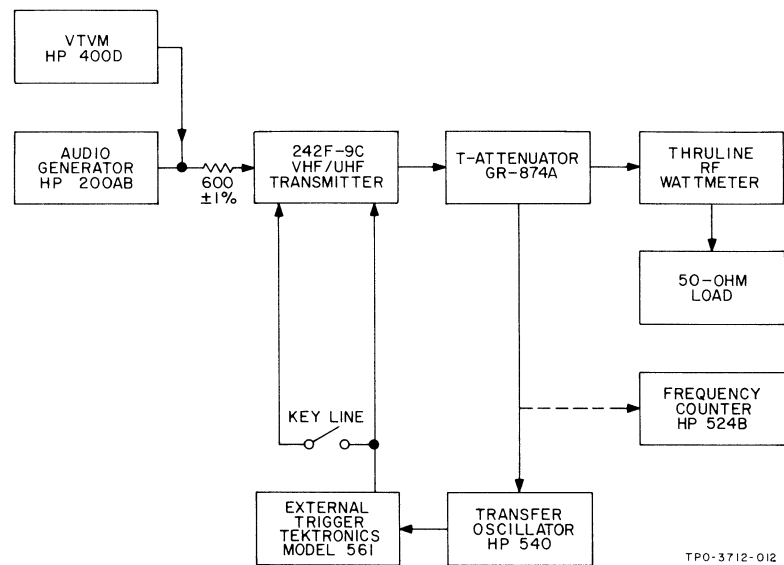 VTVM
HP 400D
AUDIO
GENERATOR
HP 200AB
600
±1%
242F-9C
VHF/UHF
TRANSMITTER
T-ATTENUATOR
GR-874A
THRULINE
RF
WATTMETER
50-OHM
LOAD
FREQUENCY
COUNTER
HP 524B
KEY LINE
EXTERNAL
TRIGGER
TEKTRONICS
MODEL 561
TRANSFER
OSCILLATOR
HP 540
TPO-3712-012